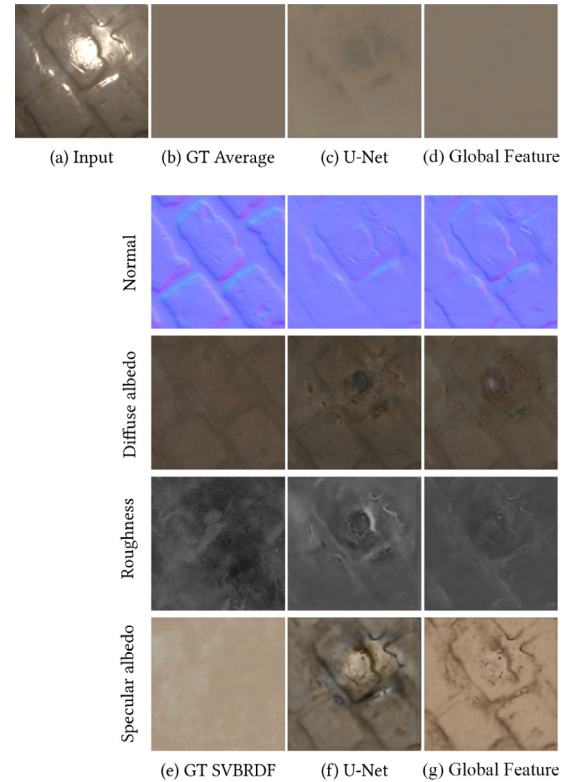 (a) Input (b) GT Average (c) U-Net (d) Global Feature
Normal
Diffuse albedo
Roughness
Specular albedo
(e) GT SVBRDF (f) U-Net (g) Global Feature